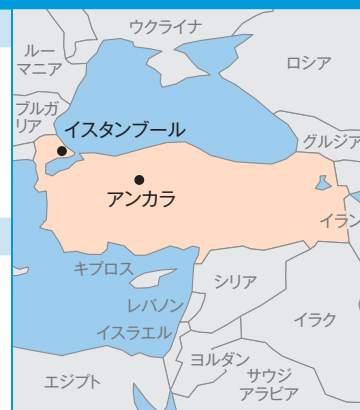 ウクライナ
ルー
マニア
ロシア
ブルガ
リア
イスタンブール
グルジア
アンカラ
イラン
キプロス
シリア
レバノン
イラク
イスラエル
ヨルダン
エジプト
サウジ
アラビア